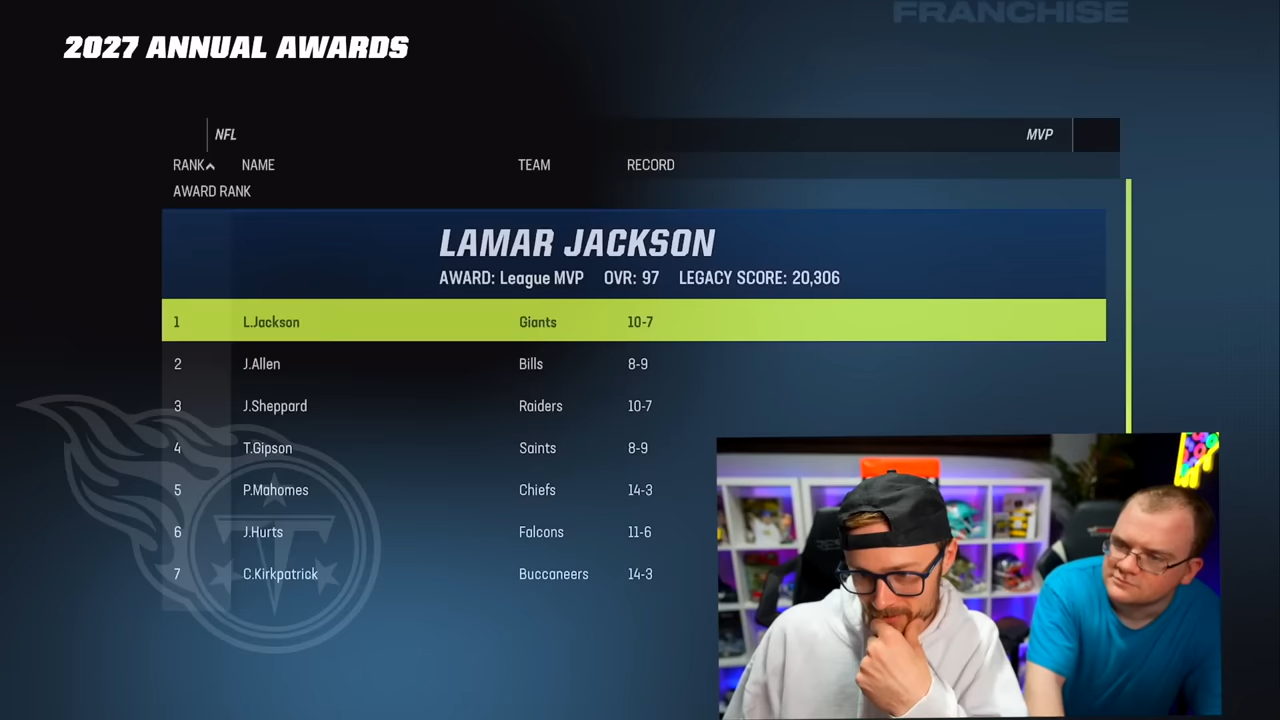 FRANCHISE
2027 ANNUAL AWARDS
NFL MVP
RANK NAME TEAM RECORD
AWARD RANK
LAMAR JACKSON
AWARD: League MVP OVR: 97 LEGACY SCORE: 20,306
1 L.Jackson Giants 10-7
2 J.Allen Bills 8-9
3 J.Sheppard Raiders 10-7
4 T.Gipson Saints 8-9
5 P.Mahomes Chiefs 14-3
6 J.Hurts Falcons 11-6
7 C.Kirkpatrick Buccaneers 14-3